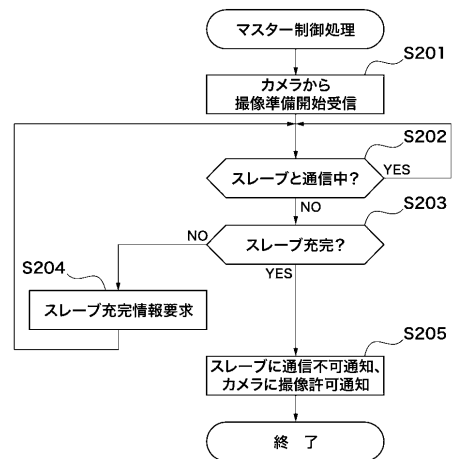 マスター制御処理
S201
カメラから
撮像準備開始受信
S202
スレーブと通信中?
YES
NO
S203
スレーブ充完?
NO
YES
S204
スレーブ充完情報要求
S205
スレーブに通信不可通知、
カメラに撮像許可通知
終 了